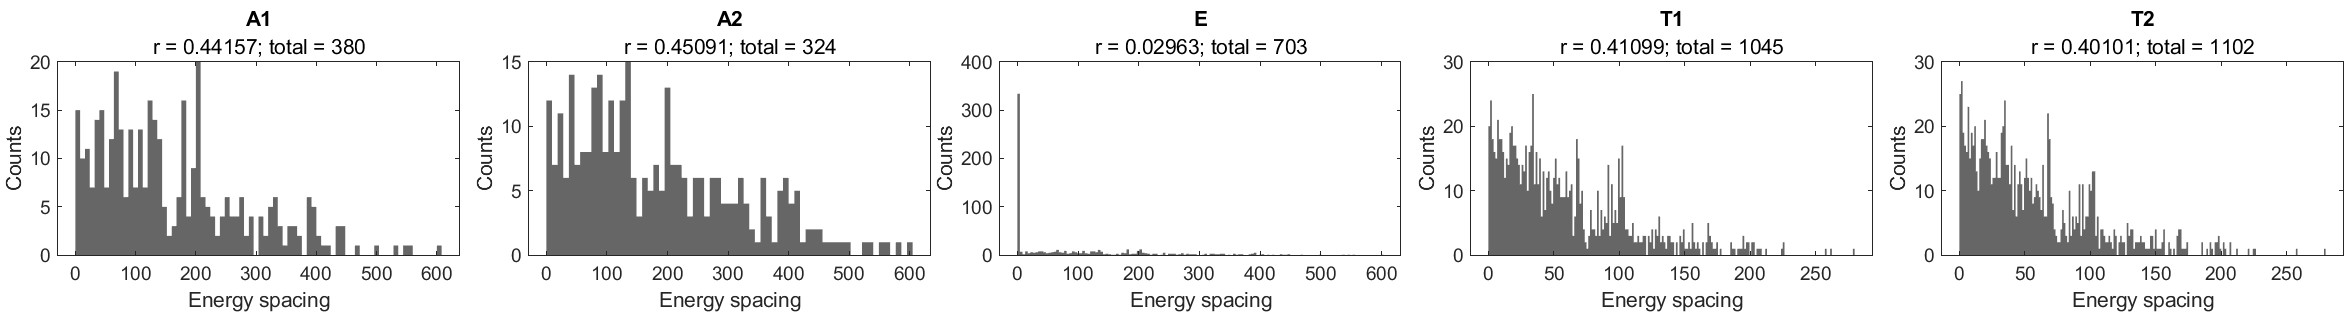 A1
r = 0.44157; total = 380
20
15
10
5
0
Counts
0 100 200 300 400 500 600
Energy spacing
A2
r = 0.45091; total = 324
15
10
5
0
Counts
0 100 200 300 400 500 600
Energy spacing
E
r = 0.02963; total = 703
400
300
200
100
0
Counts
0 100 200 300 400 500 600
Energy spacing
T1
r = 0.41099; total = 1045
30
20
10
0
Counts
0 50 100 150 200 250
Energy spacing
T2
r = 0.40101; total = 1102
30
20
10
0
Counts
0 50 100 150 200 250
Energy spacing